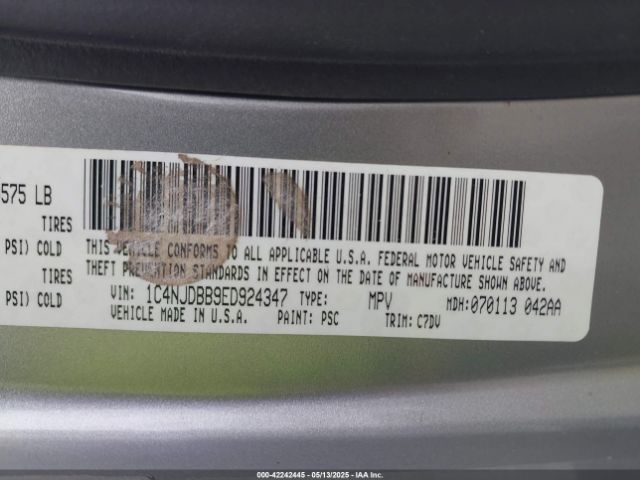 575 LB
TIRES
PSI) COLD
TIRES
PSI) COLD
THIS VEHICLE CONFORMS TO ALL APPLICABLE U.S.A. FEDERAL MOTOR VEHICLE SAFETY AND
THEFT PREVENTION STANDARDS IN EFFECT ON THE DATE OF MANUFACTURE SHOWN ABOVE.
VIN: 1C4NJDBB9ED924347 TYPE: MPV MDH:070113 042AA
VEHICLE MADE IN U.S.A. PAINT: PSC TRIM: C7DV
000-42242445 - 05/13/2025 - IAA Inc.